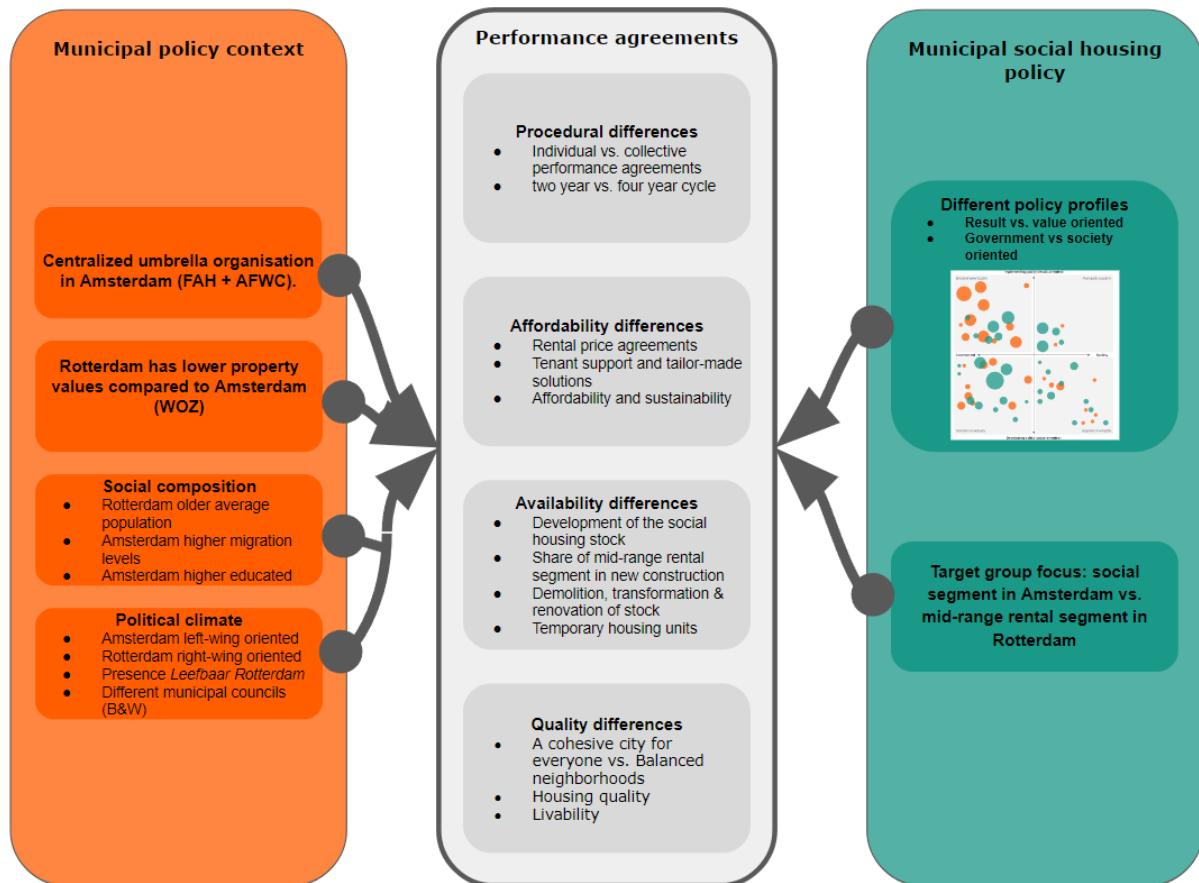 Municipal policy context
Centralized umbrella organisation
in Amsterdam (FAH + AFWC).
Rotterdam has lower property
values compared to Amsterdam
(WOZ)
Social composition
● Rotterdam older average
population
● Amsterdam higher migration
levels
● Amsterdam higher educated
Political climate
● Amsterdam left-wing oriented
● Rotterdam right-wing oriented
● Presence Leefbaar Rotterdam
● Different municipal councils
(B&W)
Performance agreements
Procedural differences
● Individual vs. collective
performance agreements
● two year vs. four year cycle
Affordability differences
● Rental price agreements
● Tenant support and tailor-made
solutions
● Affordability and sustainability
Availability differences
● Development of the social
housing stock
● Share of mid-range rental
segment in new construction
● Demolition, transformation &
renovation of stock
● Temporary housing units
Quality differences
● A cohesive city for
everyone vs. Balanced
neighborhoods
● Housing quality
● Livability
Municipal social housing
policy
Different policy profiles
● Result vs. value oriented
● Government vs society
oriented
Target group focus: social
segment in Amsterdam vs.
mid-range rental segment in
Rotterdam